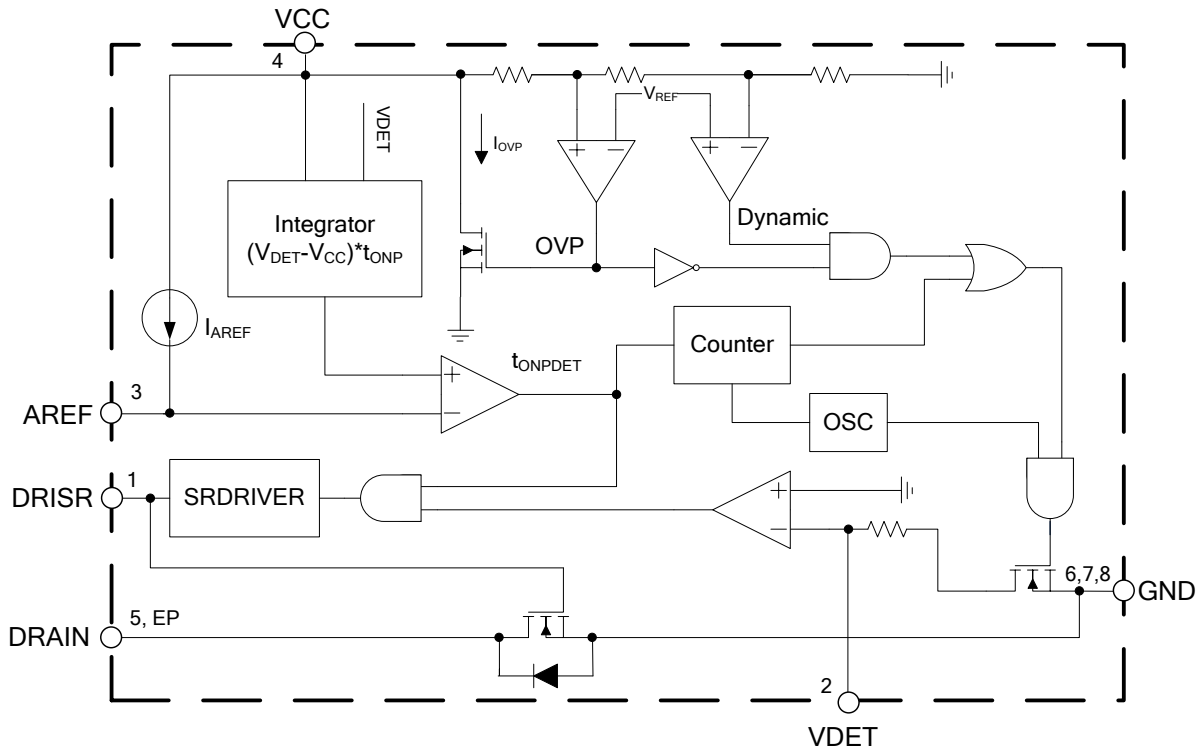 VCC
4
VDET
VREF
IOVP
+ −
+ −
Integrator
(VDET-VCC)*tONP
Dynamic
OVP
IAREF
Counter
tONPDET
+
−
3
AREF
OSC
1
DRISR
SRDRIVER
+
−
6,7,8
GND
5, EP
DRAIN
2
VDET